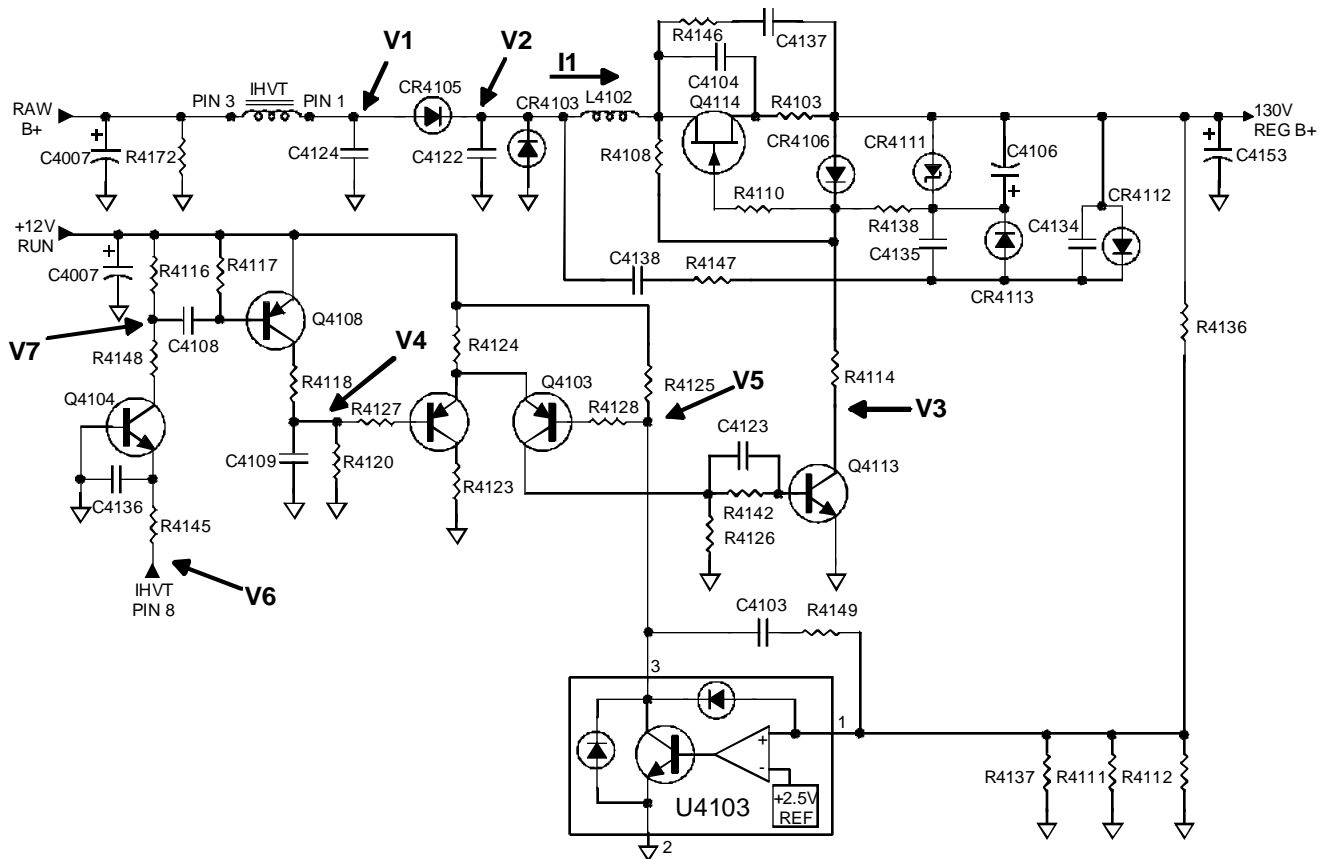 R4146
C4137
V1
V2
I1
C4104
PIN 3
IHVT
PIN 1
CR4105
CR4103
L4102
Q4114
R4103
RAW
B+
130V
REG B+
CR4106
CR4111
C4106
+
C4007
+
R4172
C4124
C4122
R4108
C4153
+
CR4112
R4110
R4138
C4134
C4135
+12V
RUN
C4007
+
R4116
R4117
C4138
R4147
CR4113
Q4108
C4108
V7
R4148
V4
R4124
R4136
Q4104
R4118
R4127
Q4103
R4125
V5
R4128
R4114
V3
C4109
R4120
R4123
C4123
Q4113
C4136
R4142
R4126
R4145
IHVT
PIN 8
V6
C4103
R4149
3
1
+
-
+2.5V
REF
U4103
2
R4137
R4111
R4112